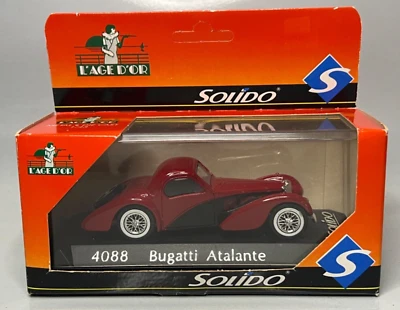 L'AGE D'OR
SOLIDO
S
L'AGE D'OR
4088 Bugatti Atalante
SOLIDO
S